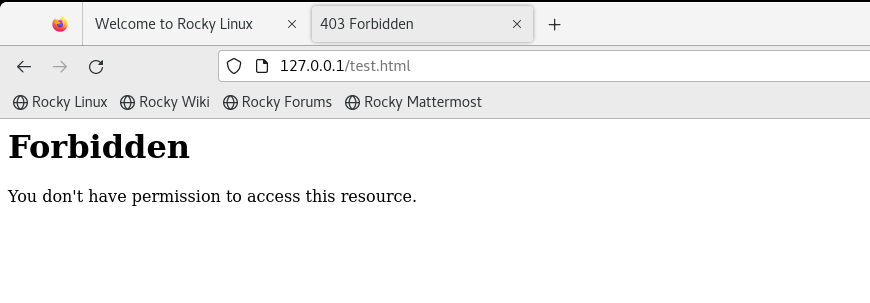 Welcome to Rocky Linux
403 Forbidden
127.0.0.1/test.html
Rocky Linux Rocky Wiki Rocky Forums Rocky Mattermost
Forbidden
You don't have permission to access this resource.